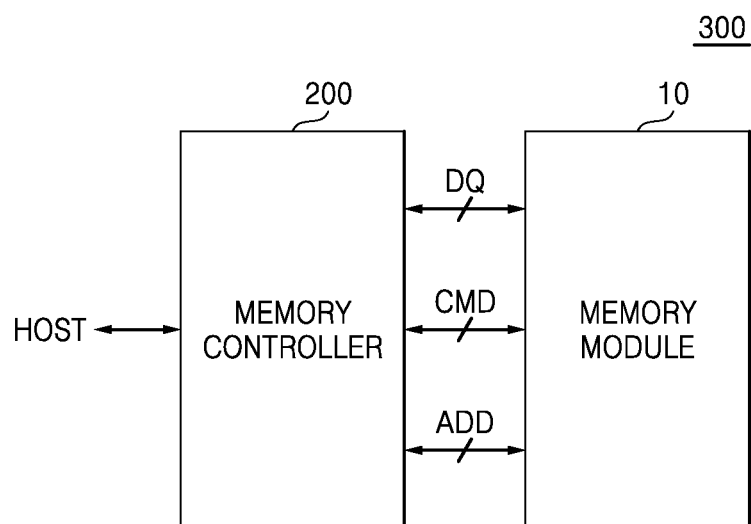 300
200
10
DQ
HOST
MEMORY
CONTROLLER
CMD
MEMORY
MODULE
ADD